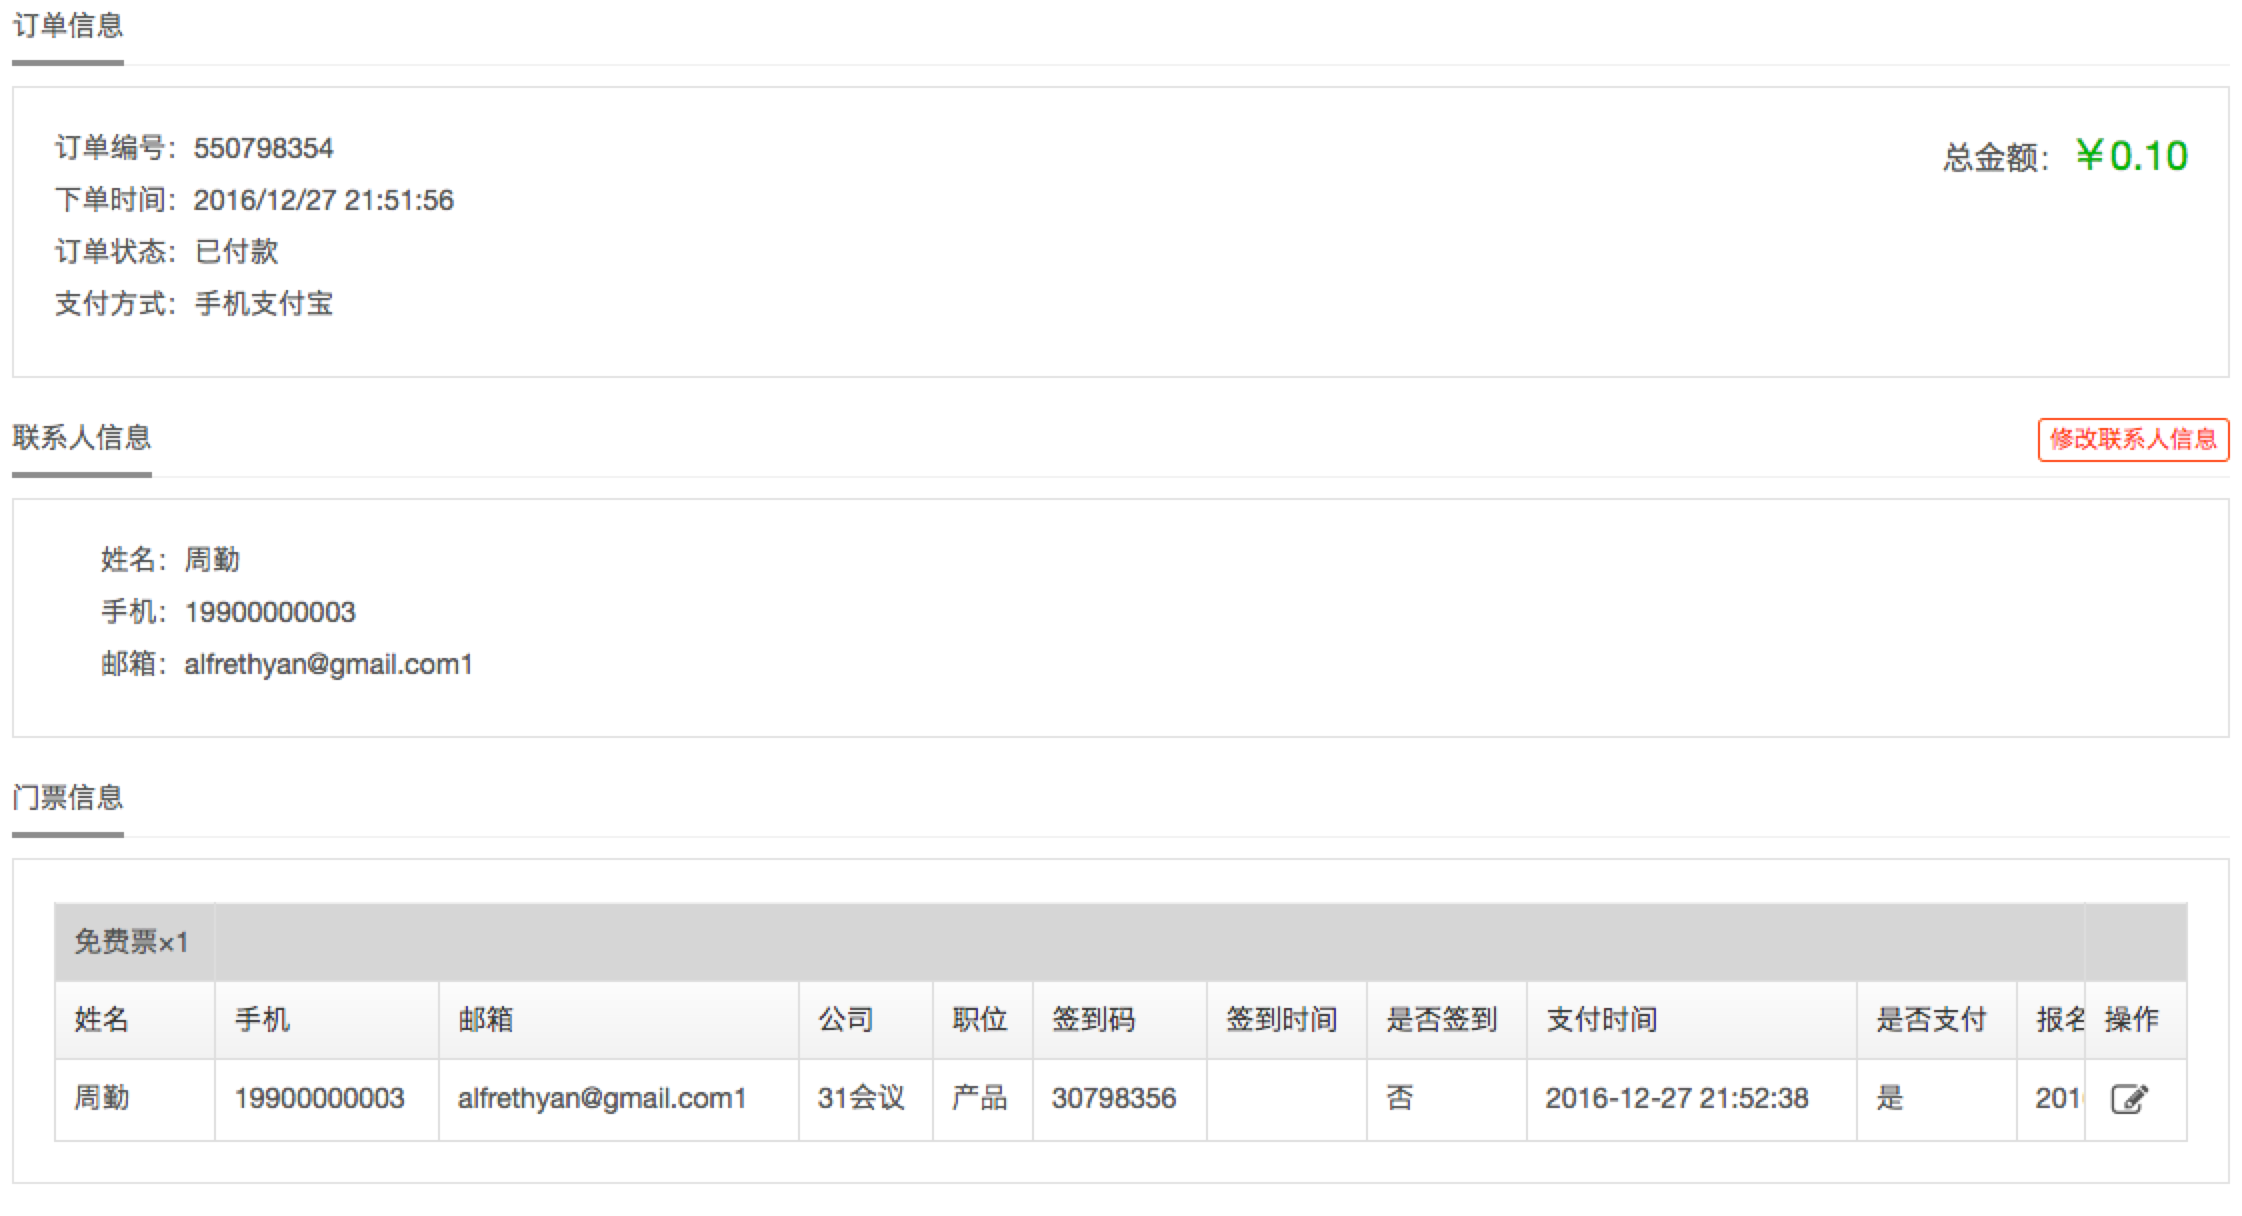 订单信息
订单编号：550798354
总金额：￥0.10
下单时间：2016/12/27 21:51:56
订单状态：已付款
支付方式：手机支付宝
联系人信息
修改联系人信息
姓名：周勤
手机：19900000003
邮箱：alfrethyan@gmail.com1
门票信息
免费票×1
姓名 手机 邮箱 公司 职位 签到码 签到时间 是否签到 支付时间 是否支付 报名 操作
周勤 19900000003 alfrethyan@gmail.com1 31会议 产品 30798356 否 2016-12-27 21:52:38 是 201